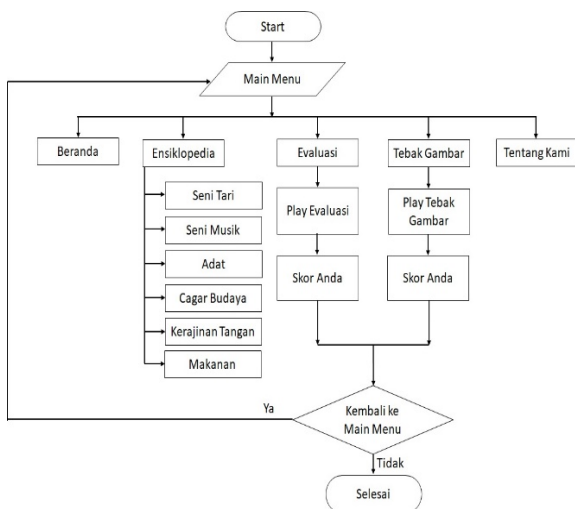 Start
Main Menu
Beranda
Ensiklopedia
Evaluasi
Tebak Gambar
Tentang Kami
Seni Tari
Seni Musik
Adat
Cagar Budaya
Kerajinan Tangan
Makanan
Play Evaluasi
Skor Anda
Play Tebak
Gambar
Skor Anda
Kembali ke
Main Menu
Ya
Tidak
Selesai